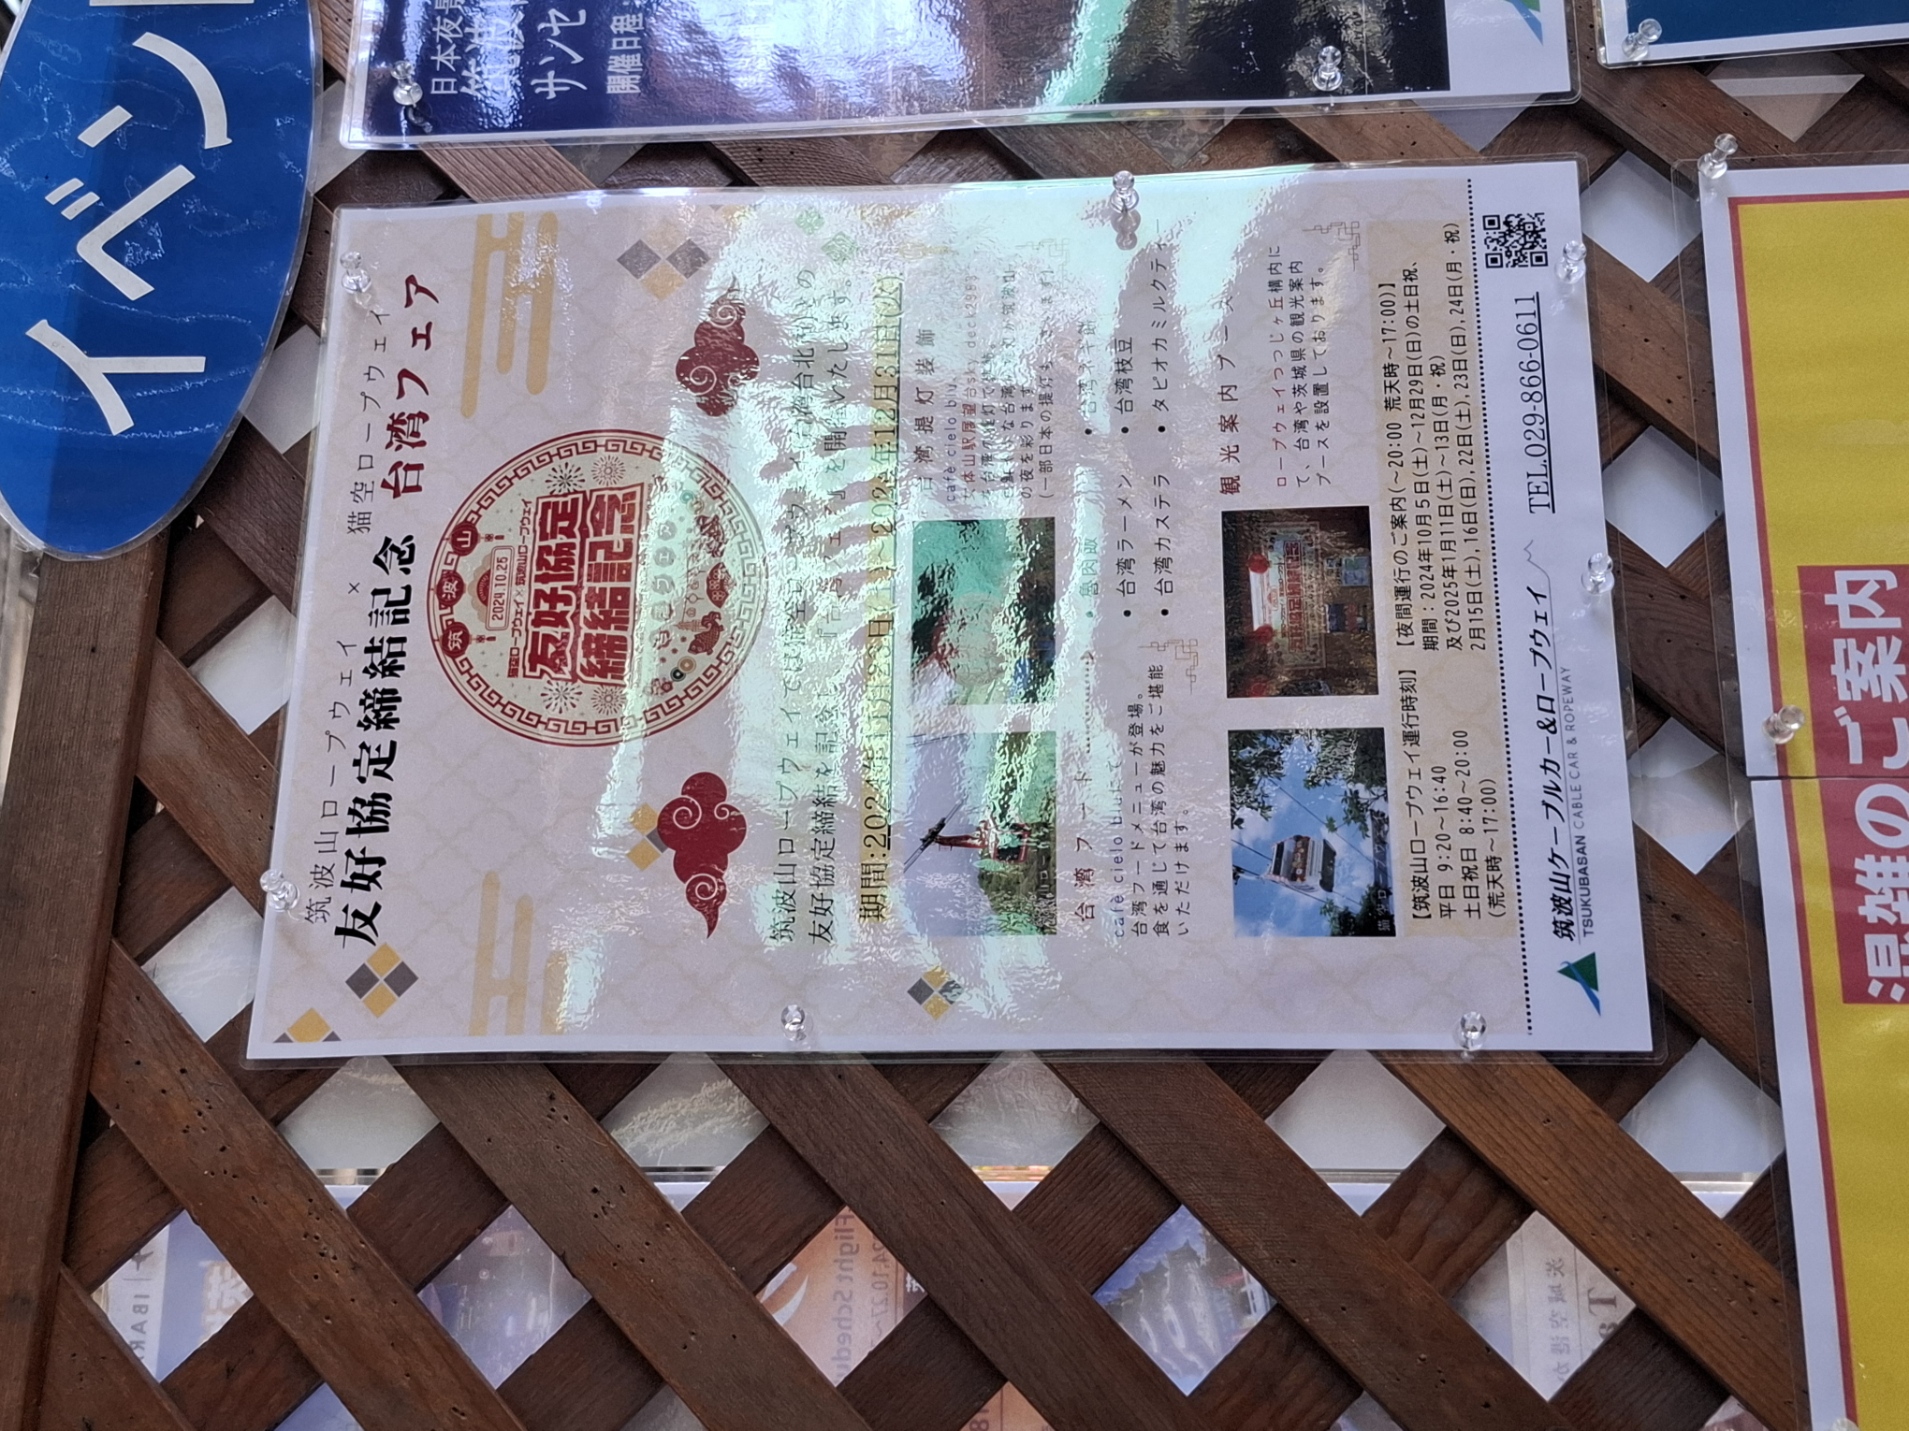 イベン
筑波山ロープウェイ × 猫空ロープウェイ
友好協定締結記念 台湾フェア
筑波山
2024.10.25
猫空ロープウェイ×筑波山ロープウェイ
友好協定
締結記念
台湾フェア
筑波山ロープウェイでは猫空ロープウェイ(台湾台北市)との
友好協定締結を記念し、『台湾フェア』を開催いたします。
期間:2024年11月23日(土)～2024年12月31日(火)
台湾提灯装飾
cafè cielo blu、
女体山駅展望台sky deck2983
を台湾の提灯で装飾。
色鮮やかな台湾提灯が筑波山
の夜を彩ります
(一部日本の提灯もございます)
台湾フード
cafè cielo bluにて
台湾フードメニューが登場。
食を通じて台湾の魅力をご堪能
いただけます。
• 魯肉飯
• 台湾ラーメン
• 台湾カステラ
• 台湾ネギ餅
• 台湾枝豆
• タピオカミルクティー
猫空ロープウェイ
友好協定締結記念
観光案内ブース
ロープウェイつつじヶ丘構内に
て、台湾や茨城県の観光案内
ブースを設置しております。
【筑波山ロープウェイ運行時刻】
平日 9:20～16:40
土日祝日 8:40～20:00
(荒天時～17:00)
【夜間運行のご案内(～20:00 荒天時～17:00)】
期間：2024年10月5日(土)～12月29日(日)の土日祝、
及び2025年1月11日(土)～13日(月・祝)
2月15日(土),16日(日),22日(土),23日(日),24日(月・祝)
筑波山ケーブルカー&ロープウェイ
TSUKUBASAN CABLE CAR & ROPEWAY
TEL.029-866-0611
日本夜景
筑波
サンセ
開催日程
混雑のご案内